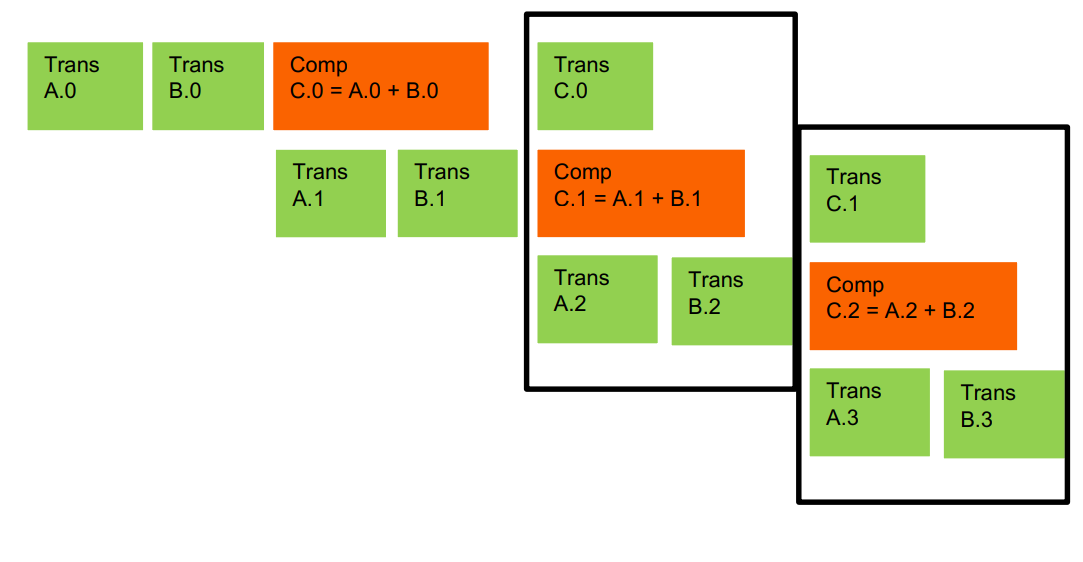 Trans
A.0
Trans
B.0
Comp
C.0 = A.0 + B.0
Trans
C.0
Trans
A.1
Trans
B.1
Comp
C.1 = A.1 + B.1
Trans
C.1
Trans
A.2
Trans
B.2
Comp
C.2 = A.2 + B.2
Trans
A.3
Trans
B.3